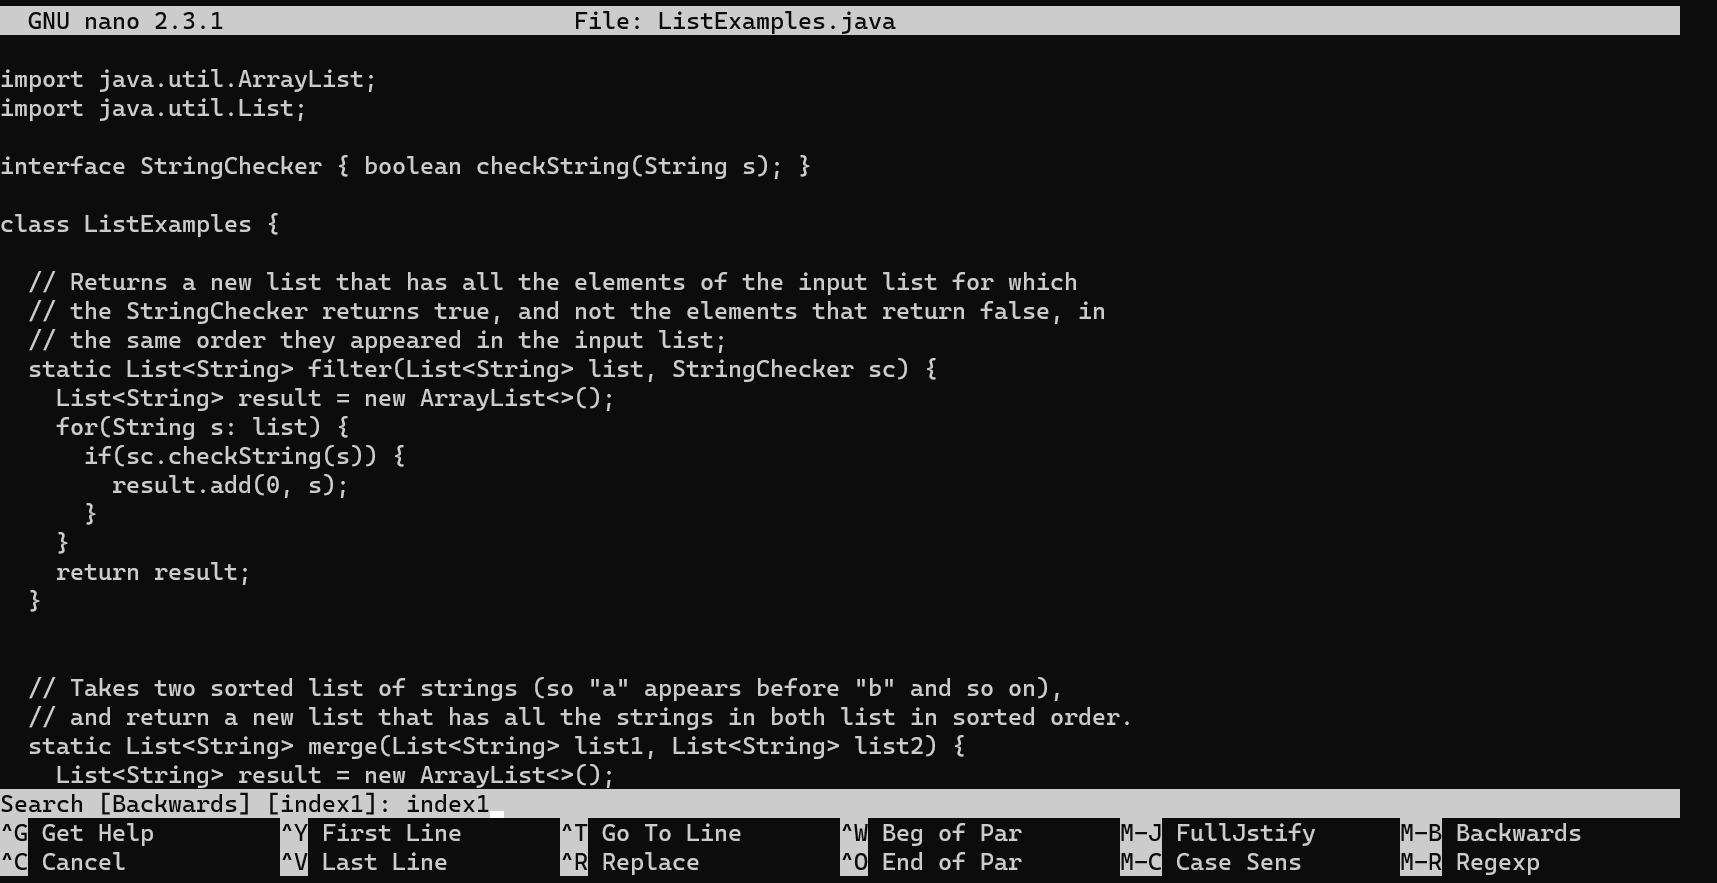 GNU nano 2.3.1 File: ListExamples.java
import java.util.ArrayList;
import java.util.List;
interface StringChecker { boolean checkString(String s); }
class ListExamples {
// Returns a new list that has all the elements of the input list for which
// the StringChecker returns true, and not the elements that return false, in
// the same order they appeared in the input list;
static List<String> filter(List<String> list, StringChecker sc) {
List<String> result = new ArrayList<>();
for(String s: list) {
if(sc.checkString(s)) {
result.add(0, s);
}
}
return result;
}
// Takes two sorted list of strings (so "a" appears before "b" and so on),
// and return a new list that has all the strings in both list in sorted order.
static List<String> merge(List<String> list1, List<String> list2) {
List<String> result = new ArrayList<>();
Search [Backwards] [index1]: index1
^G Get Help ^Y First Line ^T Go To Line ^W Beg of Par M-J FullJstify M-B Backwards
^C Cancel ^V Last Line ^R Replace ^O End of Par M-C Case Sens M-R Regexp